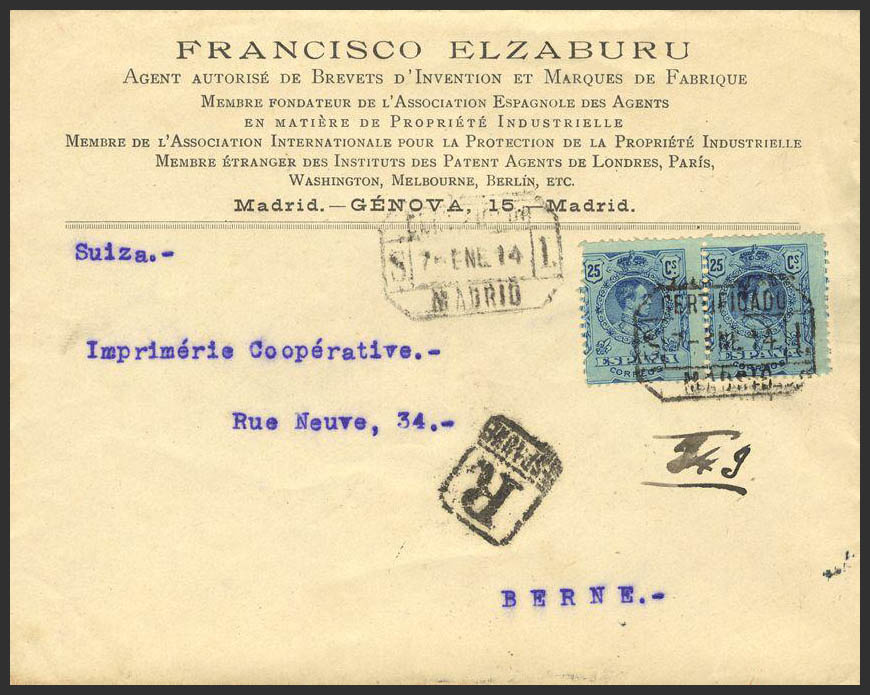 FRANCISCO ELZABURU
AGENT AUTORISÉ DE BREVETS D'INVENTION ET MARQUES DE FABRIQUE
MEMBRE FONDATEUR DE L'ASSOCIATION ESPAGNOLE DES AGENTS
EN MATIÈRE DE PROPRIÉTÉ INDUSTRIELLE
MEMBRE DE L'ASSOCIATION INTERNATIONALE POUR LA PROTECTION DE LA PROPRIÉTÉ INDUSTRIELLE
MEMBRE ÉTRANGER DES INSTITUTS DES PATENT AGENTS DE LONDRES, PARÍS,
WASHINGTON, MELBOURNE, BERLÍN, ETC.
Madrid.—GÉNOVA, 15.—Madrid.
CERTIFICADO
S 7-ENE 14 1.
MADRID
Suiza.-
25 Cs
ESPAÑA
CORREOS
25 Cs
ESPAÑA
CERTIFICADO
MADRID
Imprimérie Coopérative.-
Rue Neuve, 34.-
R
BERNE.-